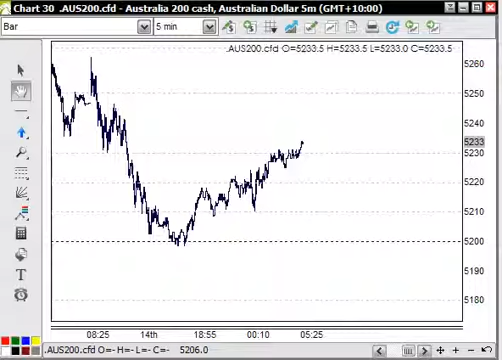 Chart 30 .AUS200.cfd - Australia 200 cash, Australian Dollar 5m (GMT+10:00)
Bar 5 min
.AUS200.cfd O=5233.5 H=5233.5 L=5233.0 C=5233.5
5260
5250
5240
5233
5230
5220
5210
5200
5190
5180
08:25 14th 18:55 00:10 05:25
.AUS200.cfd O=- H=- L=- C=- 5206.0